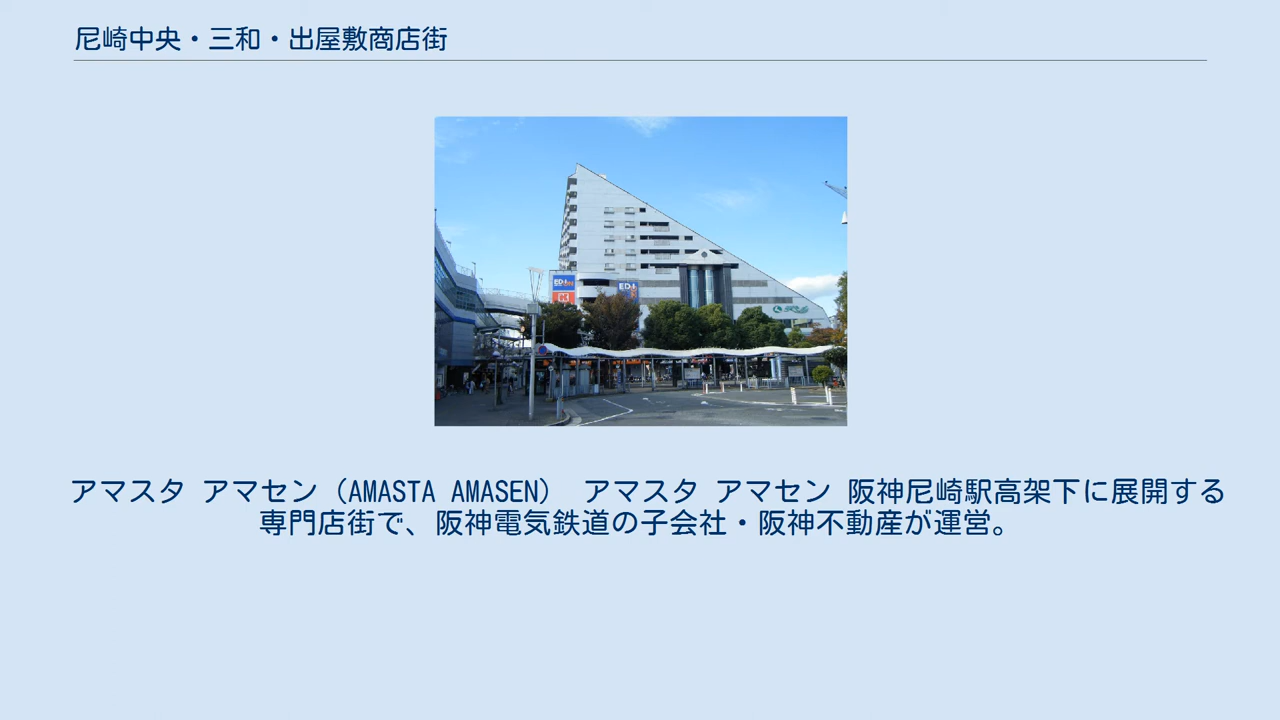 尼崎中央・三和・出屋敷商店街
アマスタ アマセン（AMASTA AMASEN） アマスタ アマセン 阪神尼崎駅高架下に展開する
専門店街で、阪神電気鉄道の子会社・阪神不動産が運営。